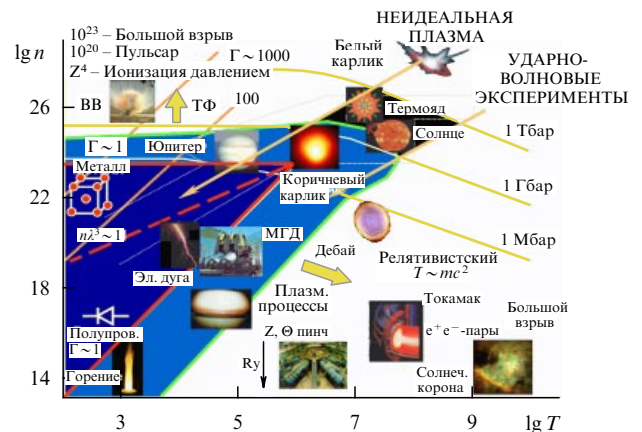 10²³ – Большой взрыв
10²⁰ – Пульсар
Z⁴ – Ионизация давлением
НЕИДЕАЛЬНАЯ
ПЛАЗМА
УДАРНО-
ВОЛНОВЫЕ
ЭКСПЕРИМЕНТЫ
lg n
Γ ~ 1000
Белый
карлик
26
ВВ
ТФ
100
Термояд
Солнце
1 Тбар
Γ ~ 1
Юпитер
Металл
Коричневый
карлик
1 Гбар
22
nλ³ ~ 1
МГД
1 Мбар
Дебай
Релятивистский
T ~ mc²
Эл. дуга
18
Плазм.
процессы
Токамак
Большой
взрыв
e⁺e⁻-пары
Полупров.
Γ ~ 1
Z, Θ пинч
Ry
Солнеч.
корона
Горение
14
3
5
7
9
lg T